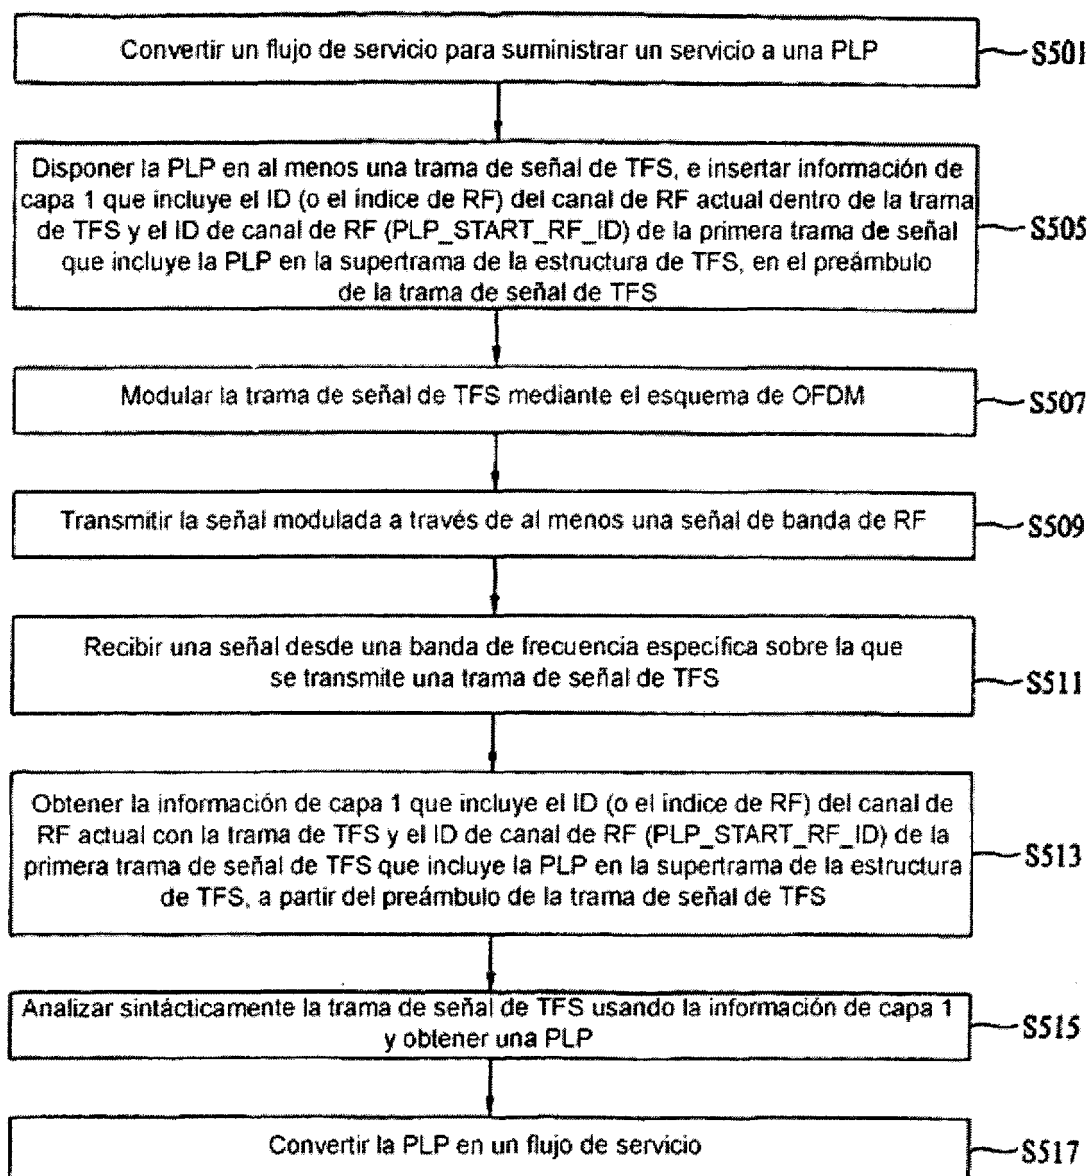 Convertir un flujo de servicio para suministrar un servicio a una PLP
S501
Disponer la PLP en al menos una trama de señal de TFS, e insertar información de
capa 1 que incluye el ID (o el índice de RF) del canal de RF actual dentro de la trama
de TFS y el ID de canal de RF (PLP_START_RF_ID) de la primera trama de señal
que incluye la PLP en la supertrama de la estructura de TFS, en el preámbulo
de la trama de señal de TFS
S505
Modular la trama de señal de TFS mediante el esquema de OFDM
S507
Transmitir la señal modulada a través de al menos una señal de banda de RF
S509
Recibir una señal desde una banda de frecuencia específica sobre la que
se transmite una trama de señal de TFS
S511
Obtener la información de capa 1 que incluye el ID (o el índice de RF) del canal de
RF actual con la trama de TFS y el ID de canal de RF (PLP_START_RF_ID) de la
primera trama de señal de TFS que incluye la PLP en la supertrama de la estructura
de TFS, a partir del preámbulo de la trama de señal de TFS
S513
Analizar sintácticamente la trama de señal de TFS usando la información de capa 1
y obtener una PLP
S515
Convertir la PLP en un flujo de servicio
S517